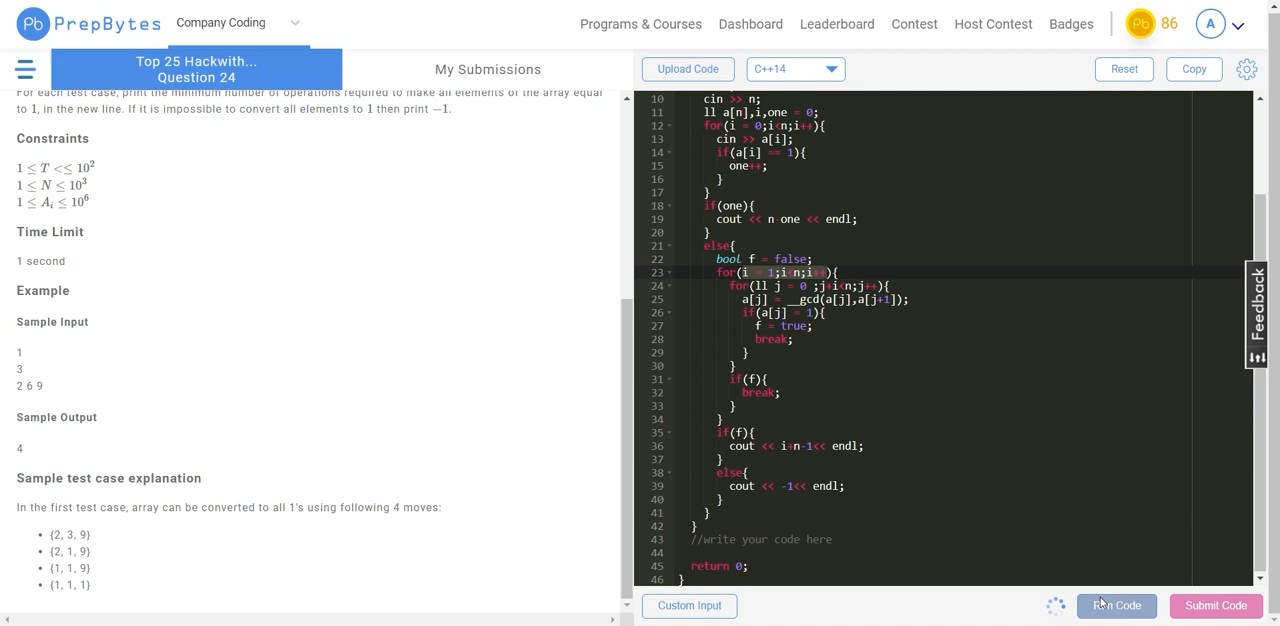 Pb PrepBytes Company Coding Programs & Courses Dashboard Leaderboard Contest Host Contest Badges Pb 86 A
Top 25 Hackwith...
Question 24
My Submissions
Upload Code C++14 Reset Copy
For each test case, print the minimum number of operations required to make all elements of the array equal
to 1, in the new line. If it is impossible to convert all elements to 1 then print −1.
Constraints
1 ≤ T <≤ 10²
1 ≤ N ≤ 10³
1 ≤ Aᵢ ≤ 10⁶
Time Limit
1 second
Example
Sample Input
1
3
2 6 9
Sample Output
4
Sample test case explanation
In the first test case, array can be converted to all 1's using following 4 moves:
• {2, 3, 9}
• {2, 1, 9}
• {1, 1, 9}
• {1, 1, 1}
10 cin >> n;
11 ll a[n],i,one = 0;
12 for(i = 0;i<n;i++){
13 cin >> a[i];
14 if(a[i] == 1){
15 one++;
16 }
17 }
18 if(one){
19 cout << n-one << endl;
20 }
21 else{
22 bool f = false;
23 for(i = 1;i<n;i++){
24 for(ll j = 0 ;j+i<n;j++){
25 a[j] = __gcd(a[j],a[j+1]);
26 if(a[j] = 1){
27 f = true;
28 break;
29 }
30 }
31 if(f){
32 break;
33 }
34 }
35 if(f){
36 cout << i+n-1<< endl;
37 }
38 else{
39 cout << -1<< endl;
40 }
41 }
42 }
43 //write your code here
44
45 return 0;
46 }
Feedback
Custom Input Run Code Submit Code